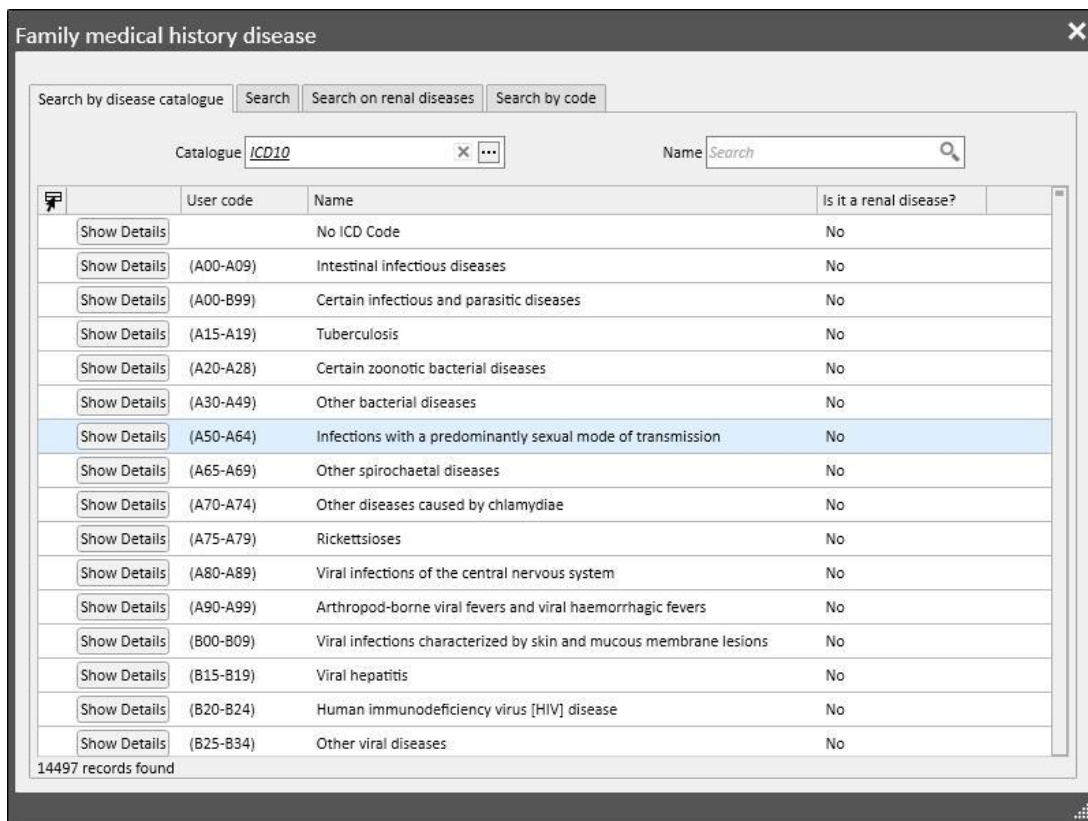 Family medical history disease
Search by disease catalogue Search Search on renal diseases Search by code
Catalogue ICD10 Name Search
User code Name Is it a renal disease?
Show Details No ICD Code No
Show Details (A00-A09) Intestinal infectious diseases No
Show Details (A00-B99) Certain infectious and parasitic diseases No
Show Details (A15-A19) Tuberculosis No
Show Details (A20-A28) Certain zoonotic bacterial diseases No
Show Details (A30-A49) Other bacterial diseases No
Show Details (A50-A64) Infections with a predominantly sexual mode of transmission No
Show Details (A65-A69) Other spirochaetal diseases No
Show Details (A70-A74) Other diseases caused by chlamydiae No
Show Details (A75-A79) Rickettsioses No
Show Details (A80-A89) Viral infections of the central nervous system No
Show Details (A90-A99) Arthropod-borne viral fevers and viral haemorrhagic fevers No
Show Details (B00-B09) Viral infections characterized by skin and mucous membrane lesions No
Show Details (B15-B19) Viral hepatitis No
Show Details (B20-B24) Human immunodeficiency virus [HIV] disease No
Show Details (B25-B34) Other viral diseases No
14497 records found